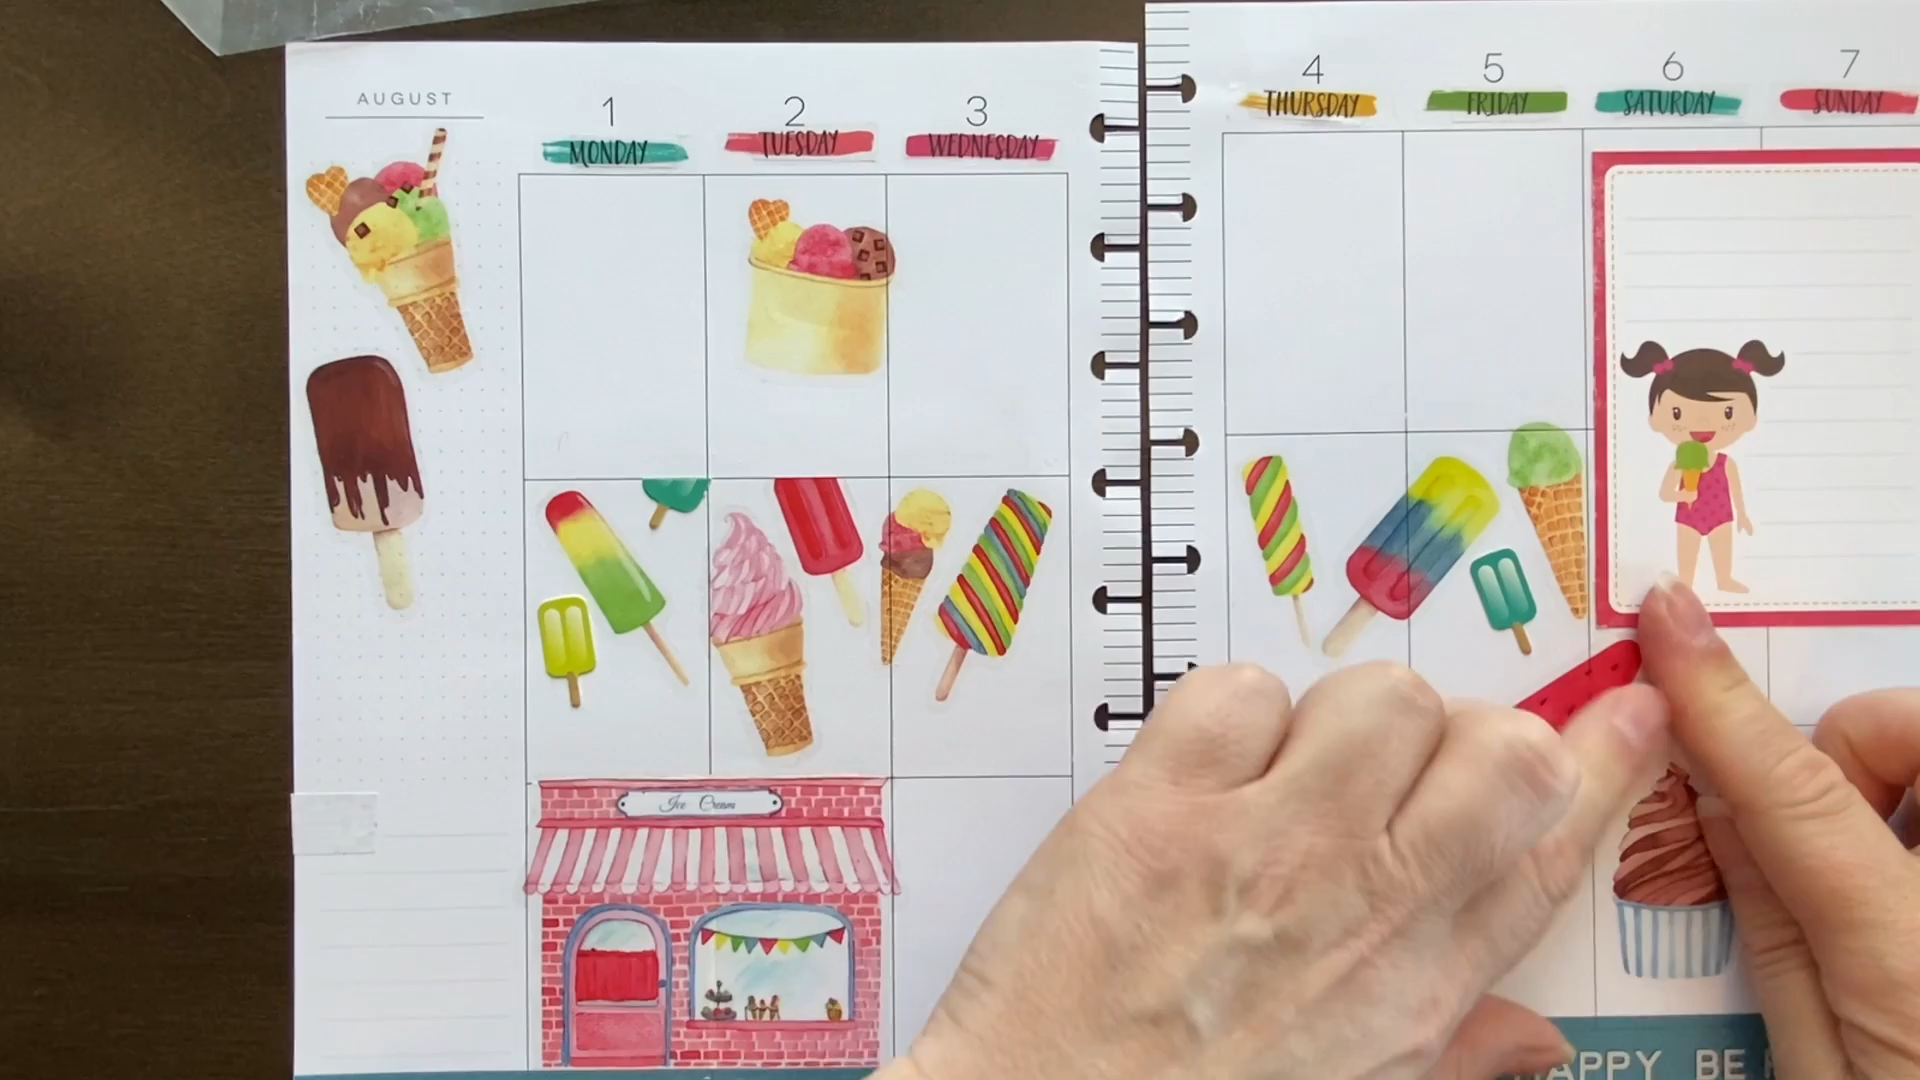 AUGUST
1
2
3
4
5
6
7
MONDAY
TUESDAY
WEDNESDAY
THURSDAY
FRIDAY
SATURDAY
SUNDAY
Ice Cream
APPY BE